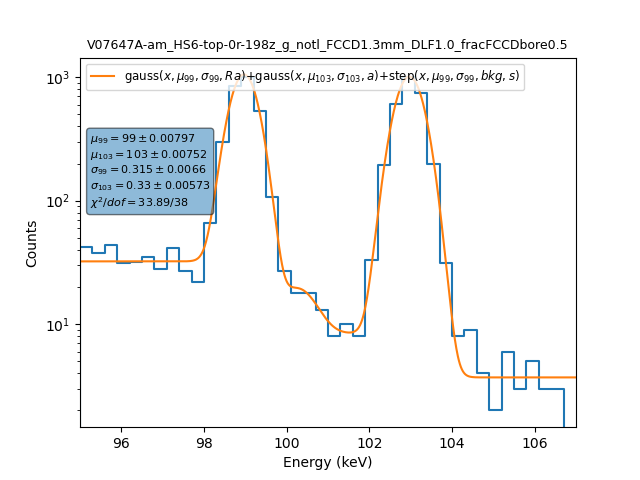 V07647A-am_HS6-top-0r-198z_g_notl_FCCD1.3mm_DLF1.0_fracFCCDbore0.5
gauss(x, μ₉₉, σ₉₉, Ra)+gauss(x, μ₁₀₃, σ₁₀₃, a)+step(x, μ₉₉, σ₉₉, bkg, s)
μ₉₉ = 99 ± 0.00797
μ₁₀₃ = 103 ± 0.00752
σ₉₉ = 0.315 ± 0.0066
σ₁₀₃ = 0.33 ± 0.00573
χ²/dof = 33.89/38
10³
10²
10¹
Counts
96 98 100 102 104 106
Energy (keV)